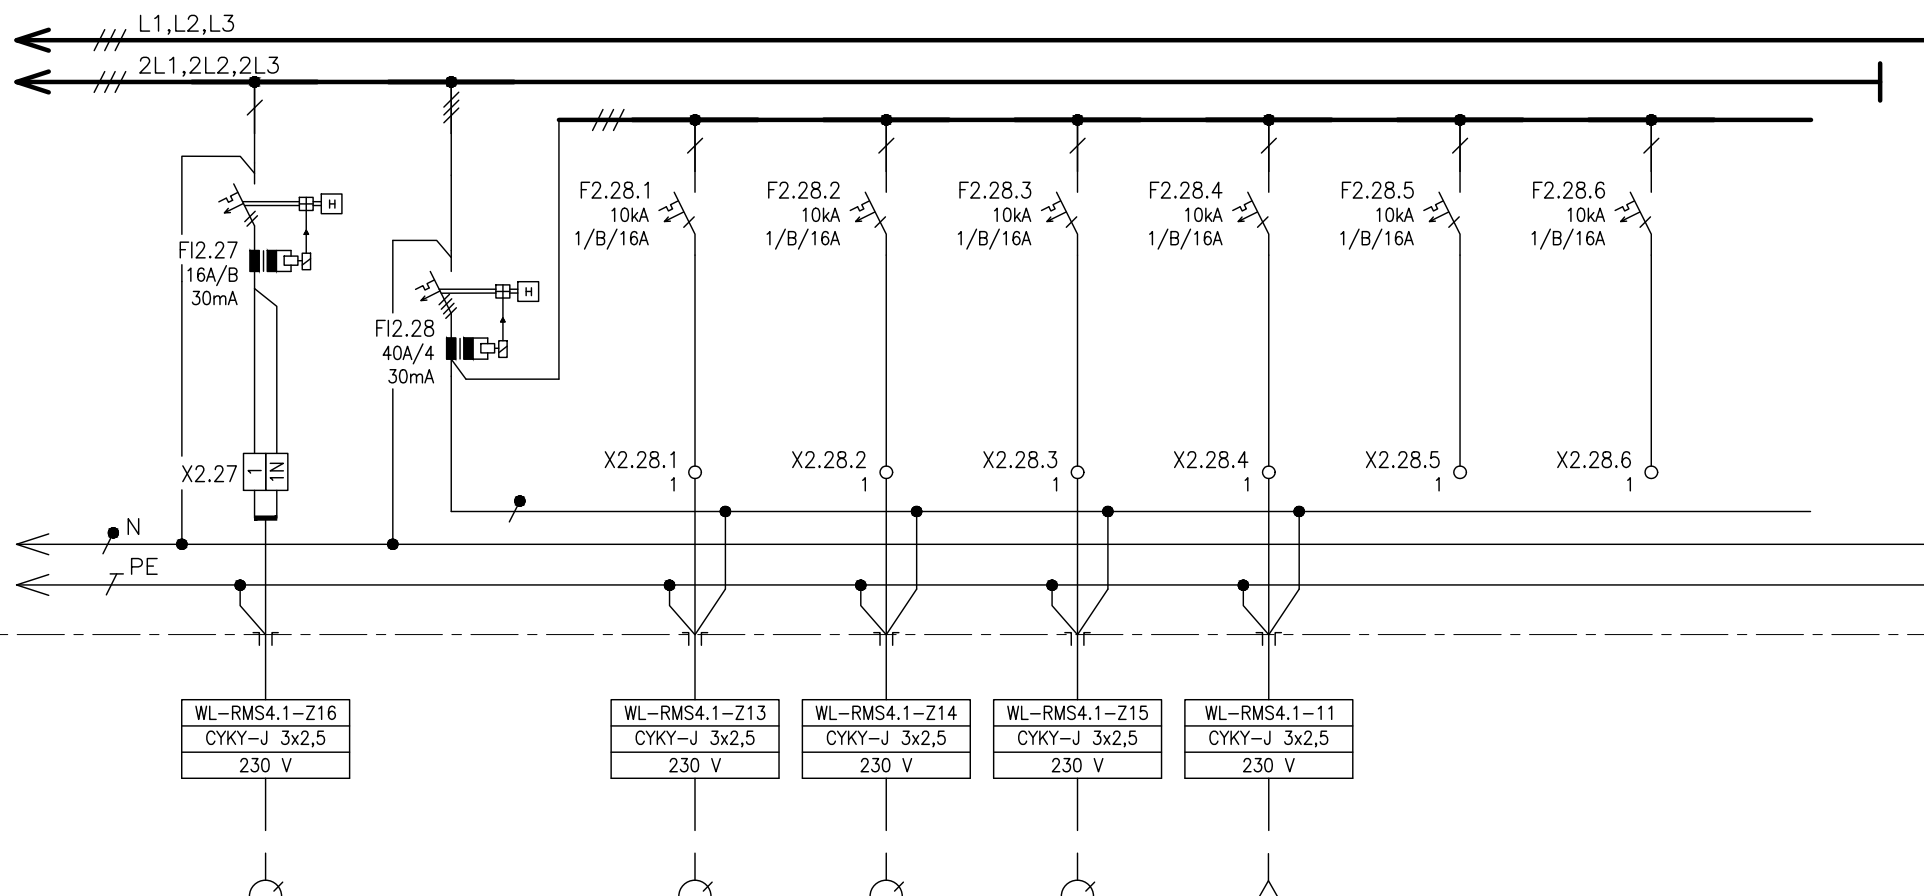 L1,L2,L3
2L1,2L2,2L3
F2.28.1
10kA
1/B/16A
F2.28.2
10kA
1/B/16A
F2.28.3
10kA
1/B/16A
F2.28.4
10kA
1/B/16A
F2.28.5
10kA
1/B/16A
F2.28.6
10kA
1/B/16A
H
FI2.27
16A/B
30mA
H
FI2.28
40A/4
30mA
X2.27
1
1N
X2.28.1
1
X2.28.2
1
X2.28.3
1
X2.28.4
1
X2.28.5
1
X2.28.6
1
N
PE
WL-RMS4.1-Z16
CYKY-J 3x2,5
230 V
WL-RMS4.1-Z13
CYKY-J 3x2,5
230 V
WL-RMS4.1-Z14
CYKY-J 3x2,5
230 V
WL-RMS4.1-Z15
CYKY-J 3x2,5
230 V
WL-RMS4.1-11
CYKY-J 3x2,5
230 V